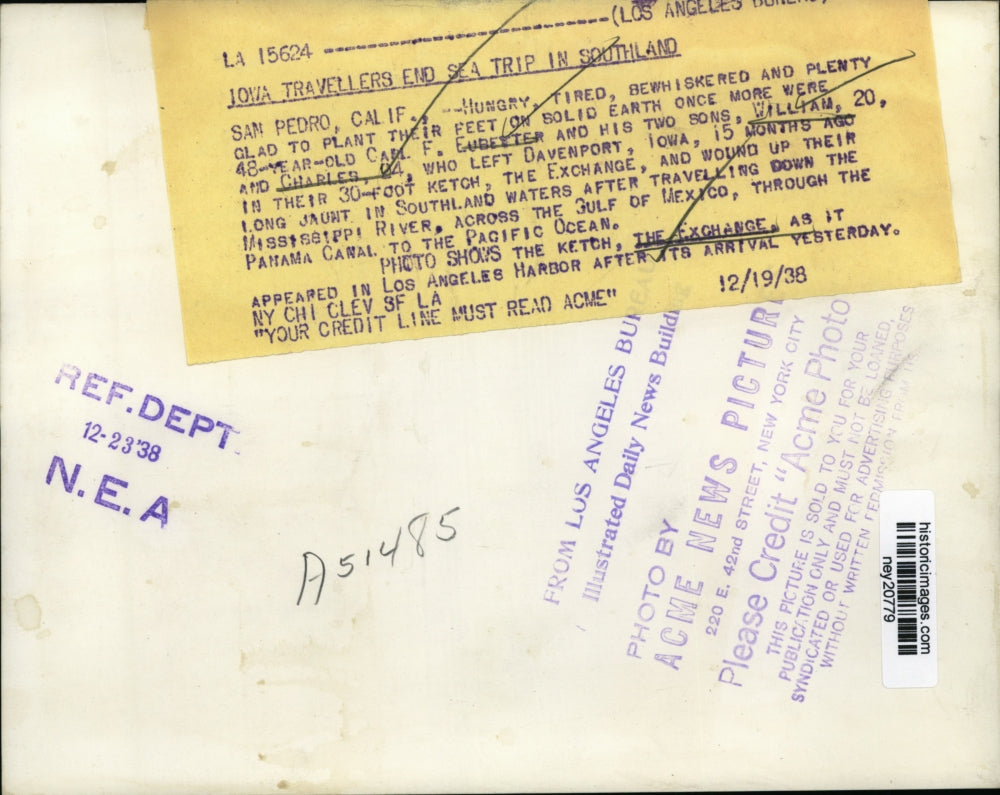 LA 15624 ----------------------------(LOS ANGELES
IOWA TRAVELLERS END SEA TRIP IN SOUTHLAND
SAN PEDRO, CALIF., --HUNGRY, TIRED, BEWHISKERED AND PLENTY
GLAD TO PLANT THEIR FEET ON SOLID EARTH ONCE MORE WERE
48-YEAR-OLD F. AND HIS TWO SONS, WILLIAM, 20,
AND CHARLES, WHO LEFT DAVENPORT, IOWA, 15 MONTHS AGO
IN THEIR 30-FOOT KETCH, THE EXCHANGE, AND WOUND UP THEIR
LONG JAUNT IN SOUTHLAND WATERS AFTER TRAVELLING DOWN THE
MISSISSIPPI RIVER, ACROSS THE GULF OF MEXICO, THROUGH THE
PANAMA CANAL TO THE PACIFIC OCEAN.
PHOTO SHOWS THE KETCH, THE EXCHANGE, AS IT
APPEARED IN LOS ANGELES HARBOR AFTER ITS ARRIVAL YESTERDAY.
NY CHI CLEV SF LA
"YOUR CREDIT LINE MUST READ ACME"
12/19/38
REF. DEPT.
12-23'38
N.E.A
A51485
FROM LOS ANGELES
Illustrated Daily News
PHOTO BY
ACME NEWS
220 E. 42nd STREET, NEW YORK CITY
Please Credit "Acme Photo
THIS PICTURE IS SOLD TO YOU FOR YOUR
PUBLICATION ONLY AND MUST NOT BE LOANED,
SYNDICATED OR USED FOR ADVERTISING PURPOSES
WITHOUT WRITTEN PERMISSION FROM
historicimages.com
ney20779